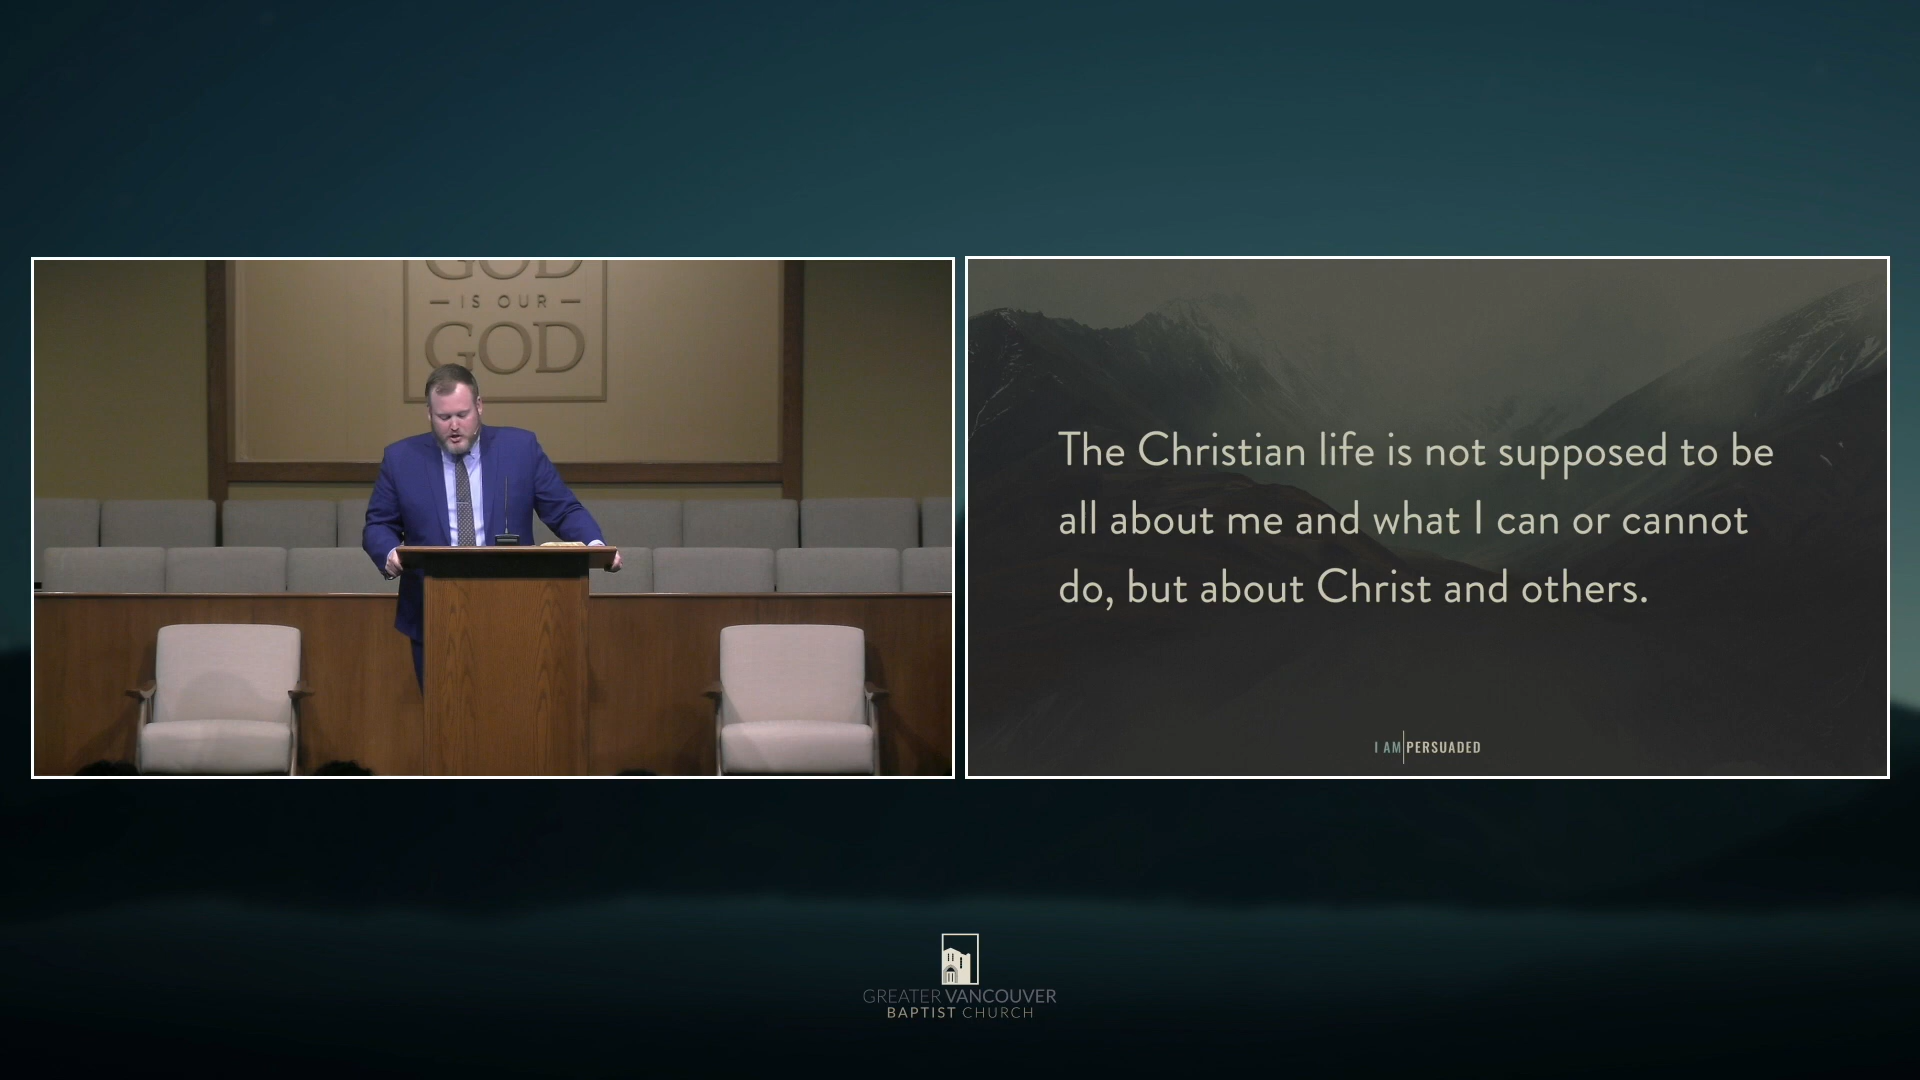 GOD
IS OUR
GOD
The Christian life is not supposed to be
all about me and what I can or cannot
do, but about Christ and others.
I AM PERSUADED
GREATER VANCOUVER
BAPTIST CHURCH